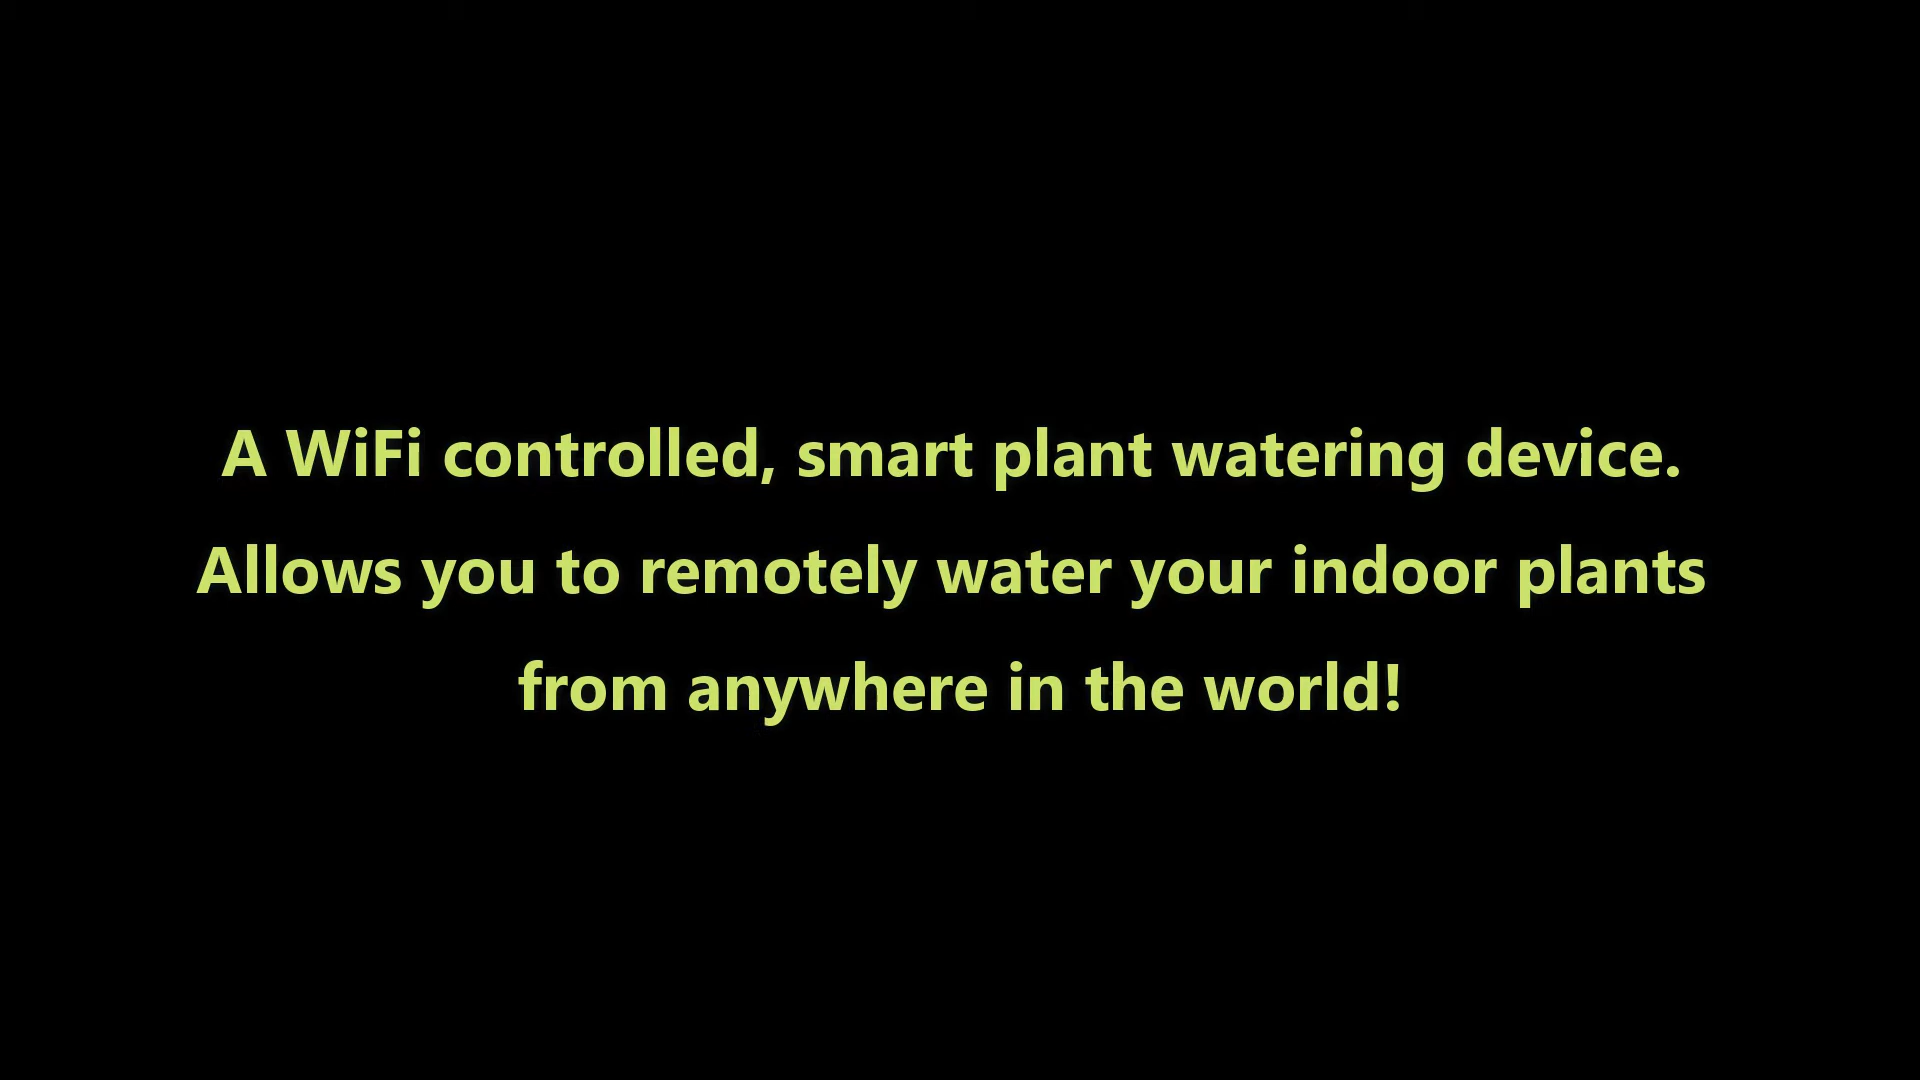 A WiFi controlled, smart plant watering device.
Allows you to remotely water your indoor plants
from anywhere in the world!